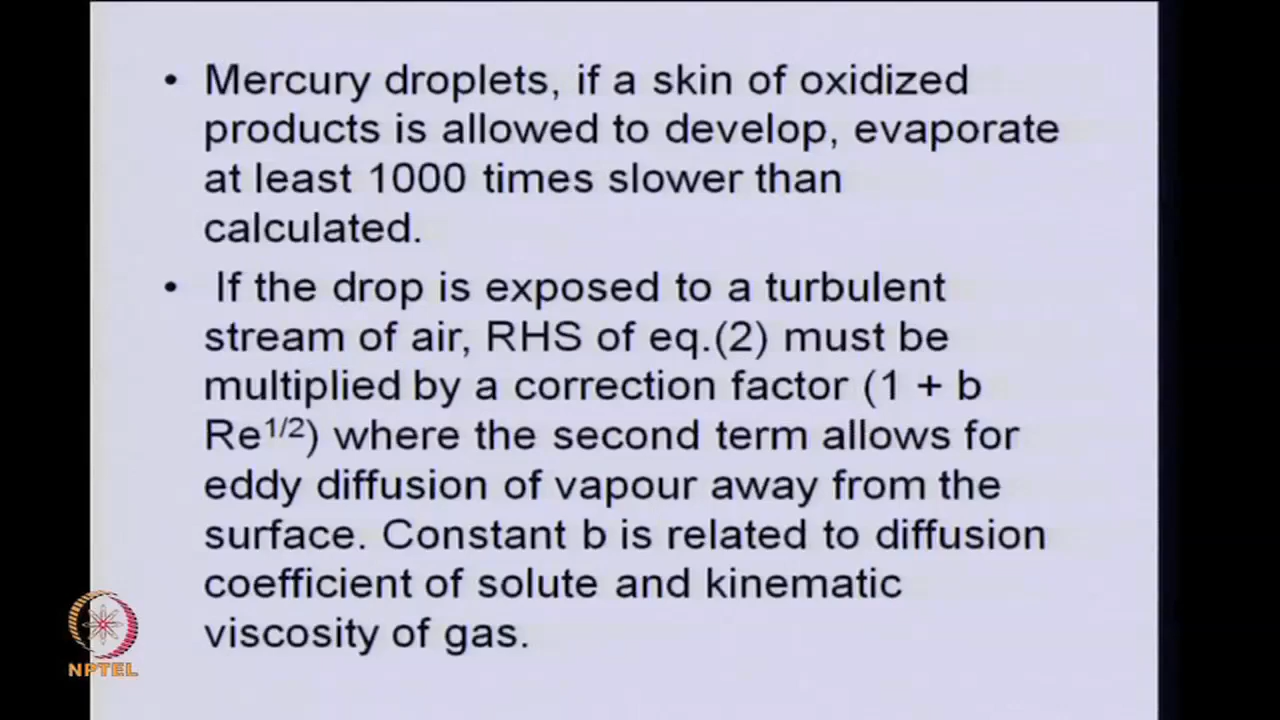 • Mercury droplets, if a skin of oxidized
products is allowed to develop, evaporate
at least 1000 times slower than
calculated.
• If the drop is exposed to a turbulent
stream of air, RHS of eq.(2) must be
multiplied by a correction factor (1 + b
Re^1/2) where the second term allows for
eddy diffusion of vapour away from the
surface. Constant b is related to diffusion
coefficient of solute and kinematic
viscosity of gas.
NPTEL